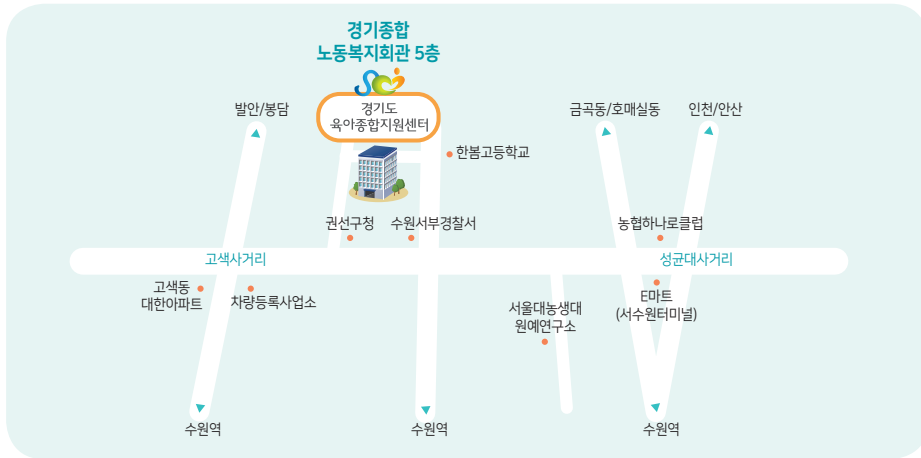 경기종합
노동복지회관 5층
경기도
육아종합지원센터
발안/봉담
금곡동/호매실동
인천/안산
한봄고등학교
권선구청
수원서부경찰서
농협하나로클럽
고색사거리
성균대사거리
고색동
대한아파트
차량등록사업소
서울대농생대
원예연구소
E마트
(서수원터미널)
수원역
수원역
수원역